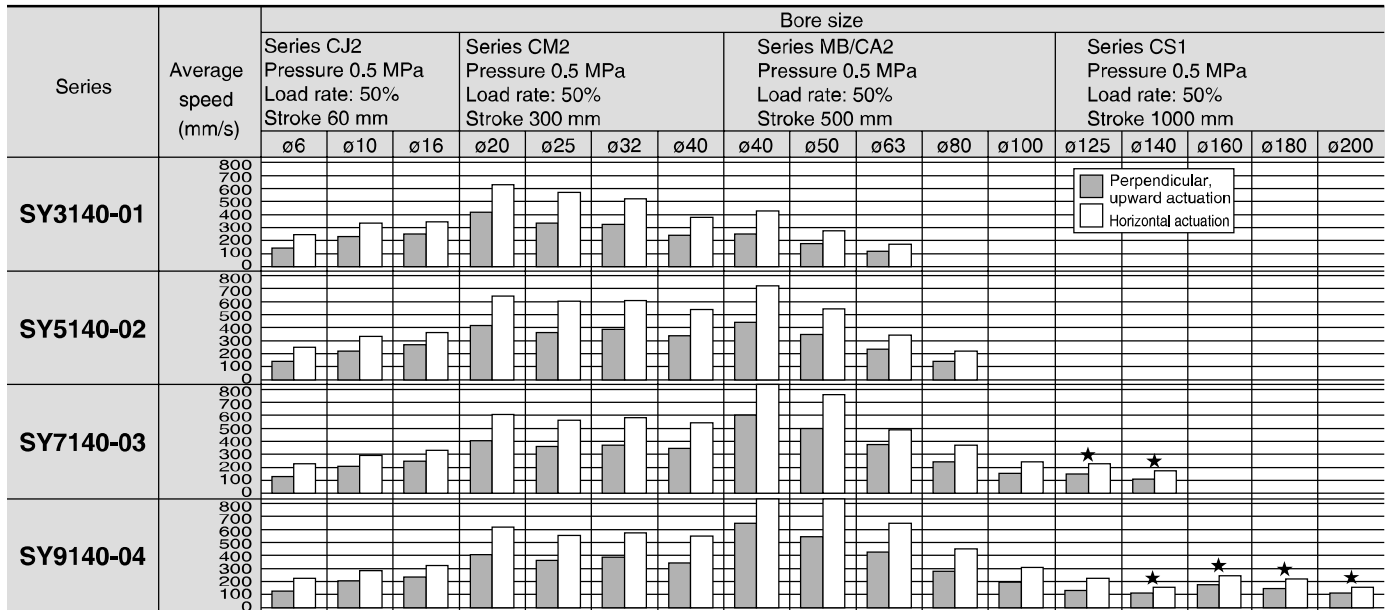 Bore size
Series
Average
speed
(mm/s)
Series CJ2
Pressure 0.5 MPa
Load rate: 50%
Stroke 60 mm
Series CM2
Pressure 0.5 MPa
Load rate: 50%
Stroke 300 mm
Series MB/CA2
Pressure 0.5 MPa
Load rate: 50%
Stroke 500 mm
Series CS1
Pressure 0.5 MPa
Load rate: 50%
Stroke 1000 mm
ø6 ø10 ø16 ø20 ø25 ø32 ø40 ø40 ø50 ø63 ø80 ø100 ø125 ø140 ø160 ø180 ø200
SY3140-01
800
700
600
500
400
300
200
100
0
Perpendicular,
upward actuation
Horizontal actuation
SY5140-02
800
700
600
500
400
300
200
100
0
SY7140-03
800
700
600
500
400
300
200
100
0
★ ★
SY9140-04
800
700
600
500
400
300
200
100
0
★ ★ ★ ★